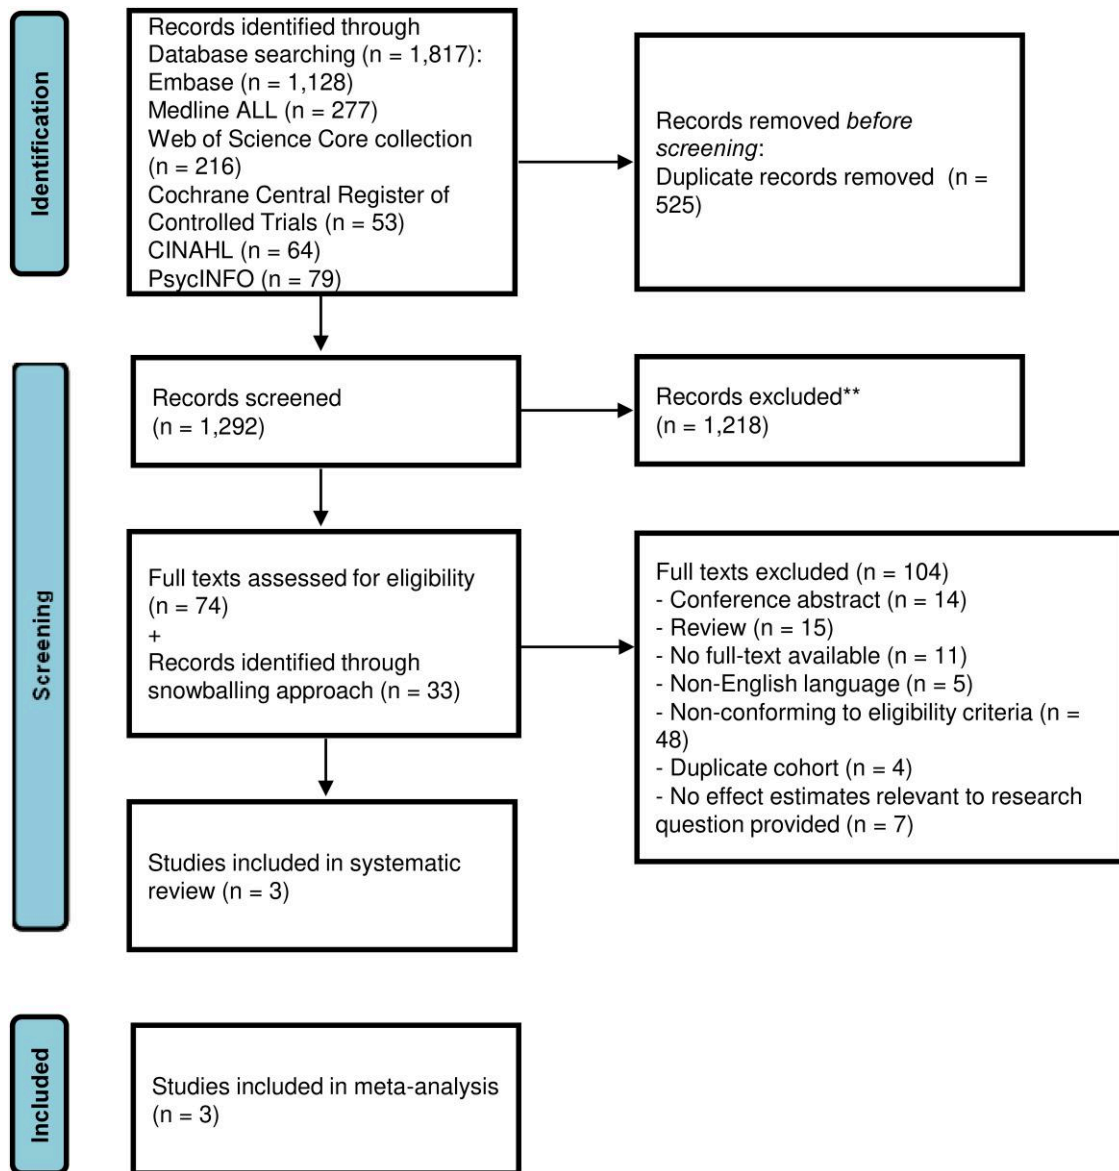 Identification
Records identified through
Database searching (n = 1,817):
Embase (n = 1,128)
Medline ALL (n = 277)
Web of Science Core collection
(n = 216)
Cochrane Central Register of
Controlled Trials (n = 53)
CINAHL (n = 64)
PsycINFO (n = 79)
Records removed before
screening:
Duplicate records removed (n =
525)
Screening
Records screened
(n = 1,292)
Records excluded**
(n = 1,218)
Full texts assessed for eligibility
(n = 74)
+
Records identified through
snowballing approach (n = 33)
Full texts excluded (n = 104)
- Conference abstract (n = 14)
- Review (n = 15)
- No full-text available (n = 11)
- Non-English language (n = 5)
- Non-conforming to eligibility criteria (n =
48)
- Duplicate cohort (n = 4)
- No effect estimates relevant to research
question provided (n = 7)
Studies included in systematic
review (n = 3)
Included
Studies included in meta-analysis
(n = 3)